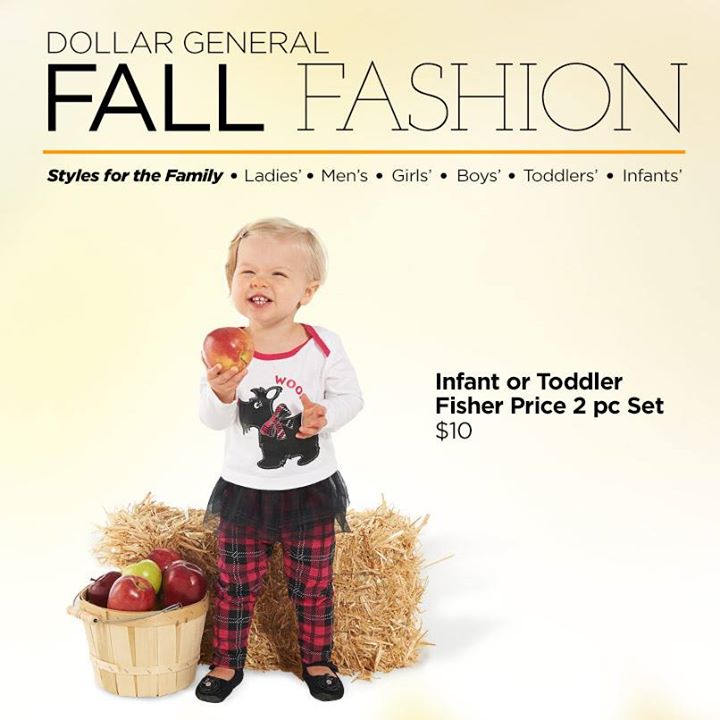 DOLLAR GENERAL
FALL FASHION
Styles for the Family • Ladies’ • Men’s • Girls’ • Boys’ • Toddlers’ • Infants’
WOO
Infant or Toddler
Fisher Price 2 pc Set
$10